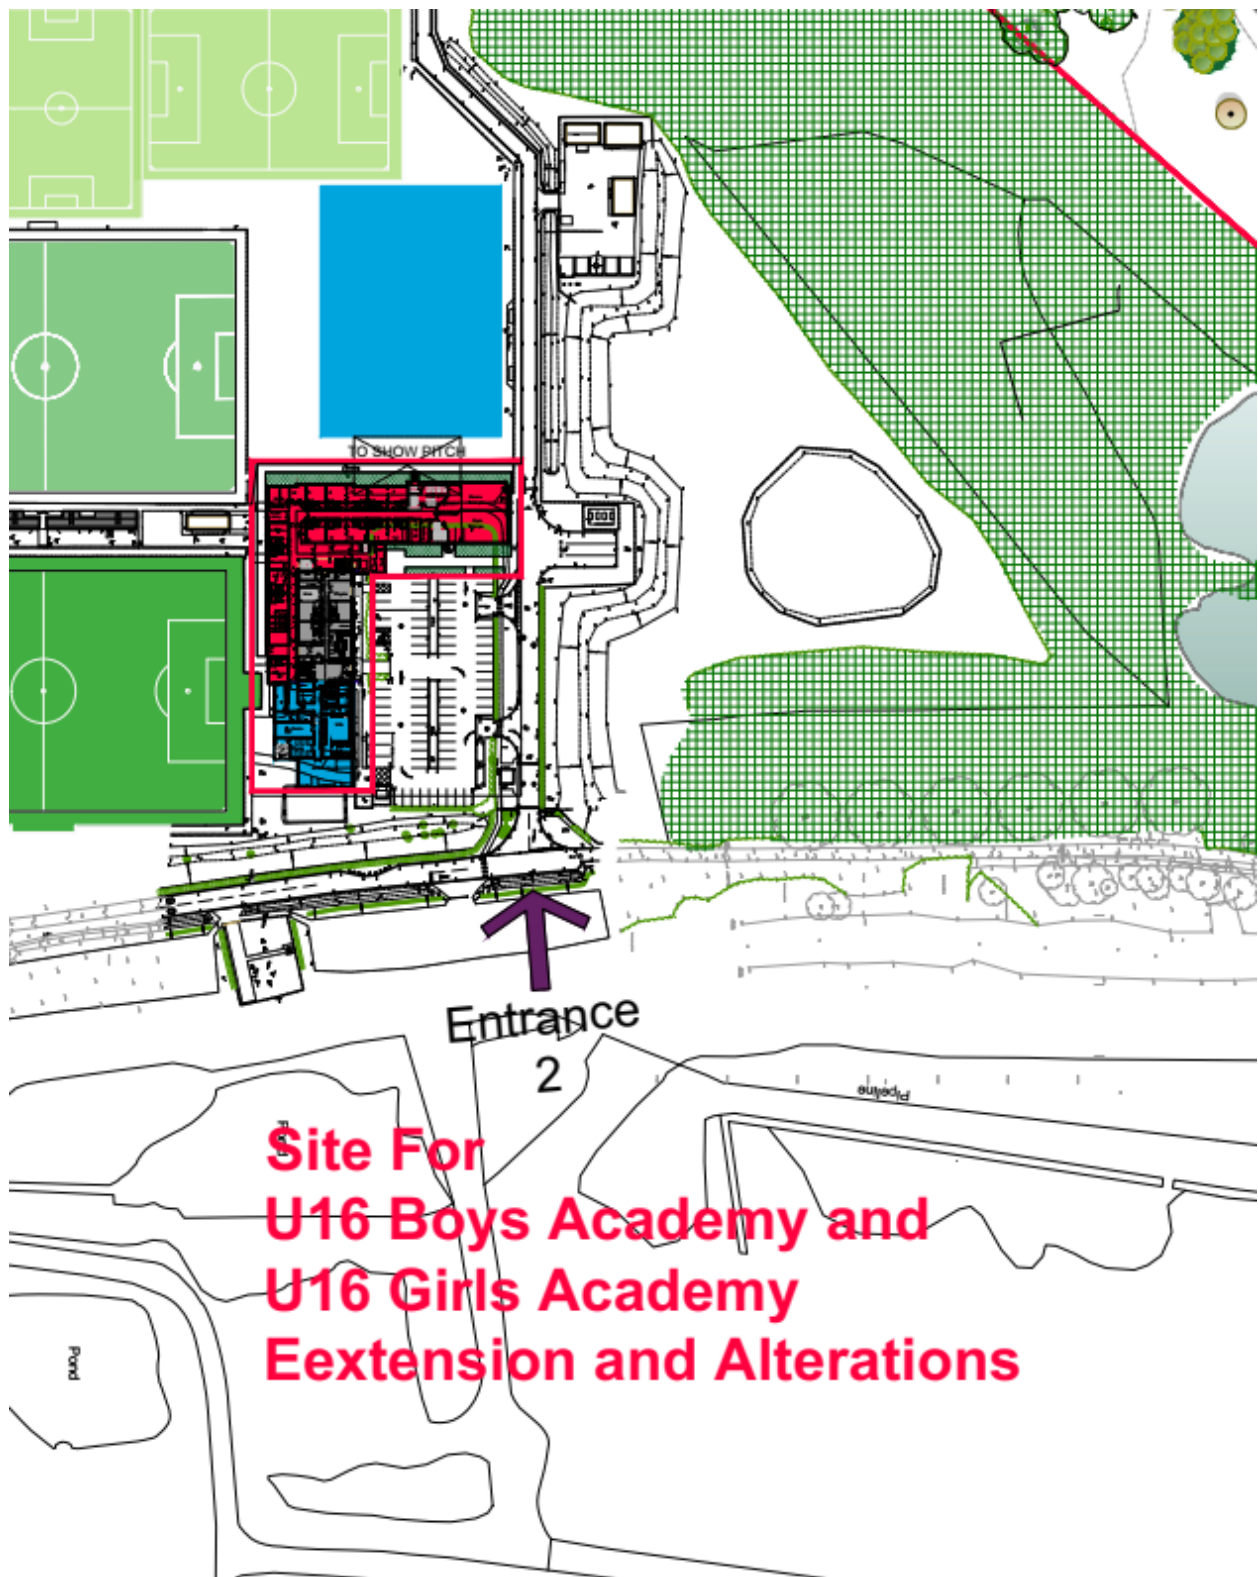 TO SHOW PITCH
Entrance
2
Pipeline
Pond
Site For
U16 Boys Academy and
U16 Girls Academy
Eextension and Alterations
Pond